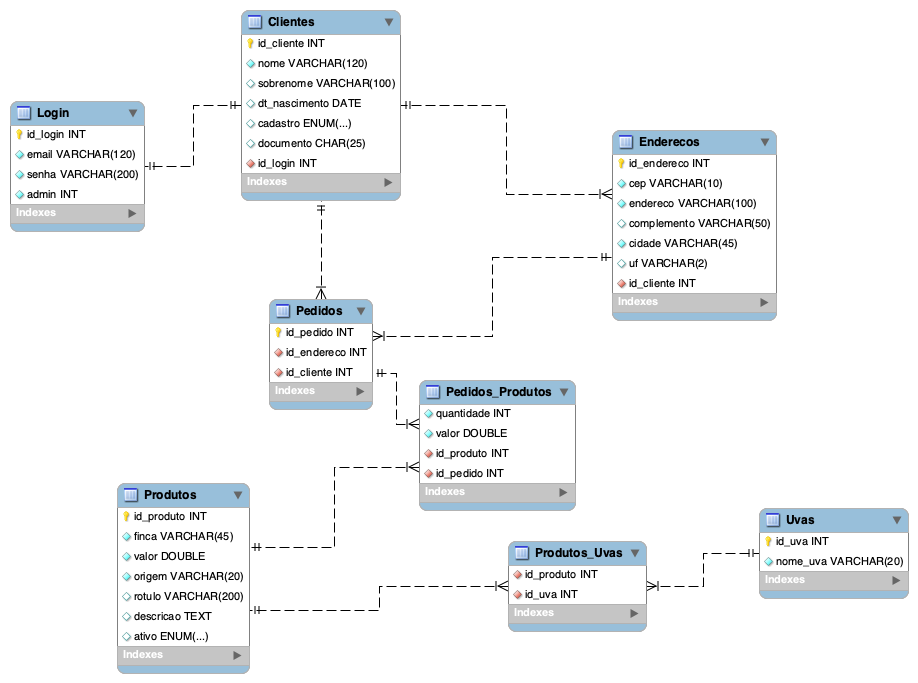 Clientes
id_cliente INT
nome VARCHAR(120)
sobrenome VARCHAR(100)
dt_nascimento DATE
cadastro ENUM(...)
documento CHAR(25)
id_login INT
Indexes
Login
id_login INT
email VARCHAR(120)
senha VARCHAR(200)
admin INT
Indexes
Enderecos
id_endereco INT
cep VARCHAR(10)
endereco VARCHAR(100)
complemento VARCHAR(50)
cidade VARCHAR(45)
uf VARCHAR(2)
id_cliente INT
Indexes
Pedidos
id_pedido INT
id_endereco INT
id_cliente INT
Indexes
Pedidos_Produtos
quantidade INT
valor DOUBLE
id_produto INT
id_pedido INT
Indexes
Produtos
id_produto INT
finca VARCHAR(45)
valor DOUBLE
origem VARCHAR(20)
rotulo VARCHAR(200)
descricao TEXT
ativo ENUM(...)
Indexes
Produtos_Uvas
id_produto INT
id_uva INT
Indexes
Uvas
id_uva INT
nome_uva VARCHAR(20)
Indexes